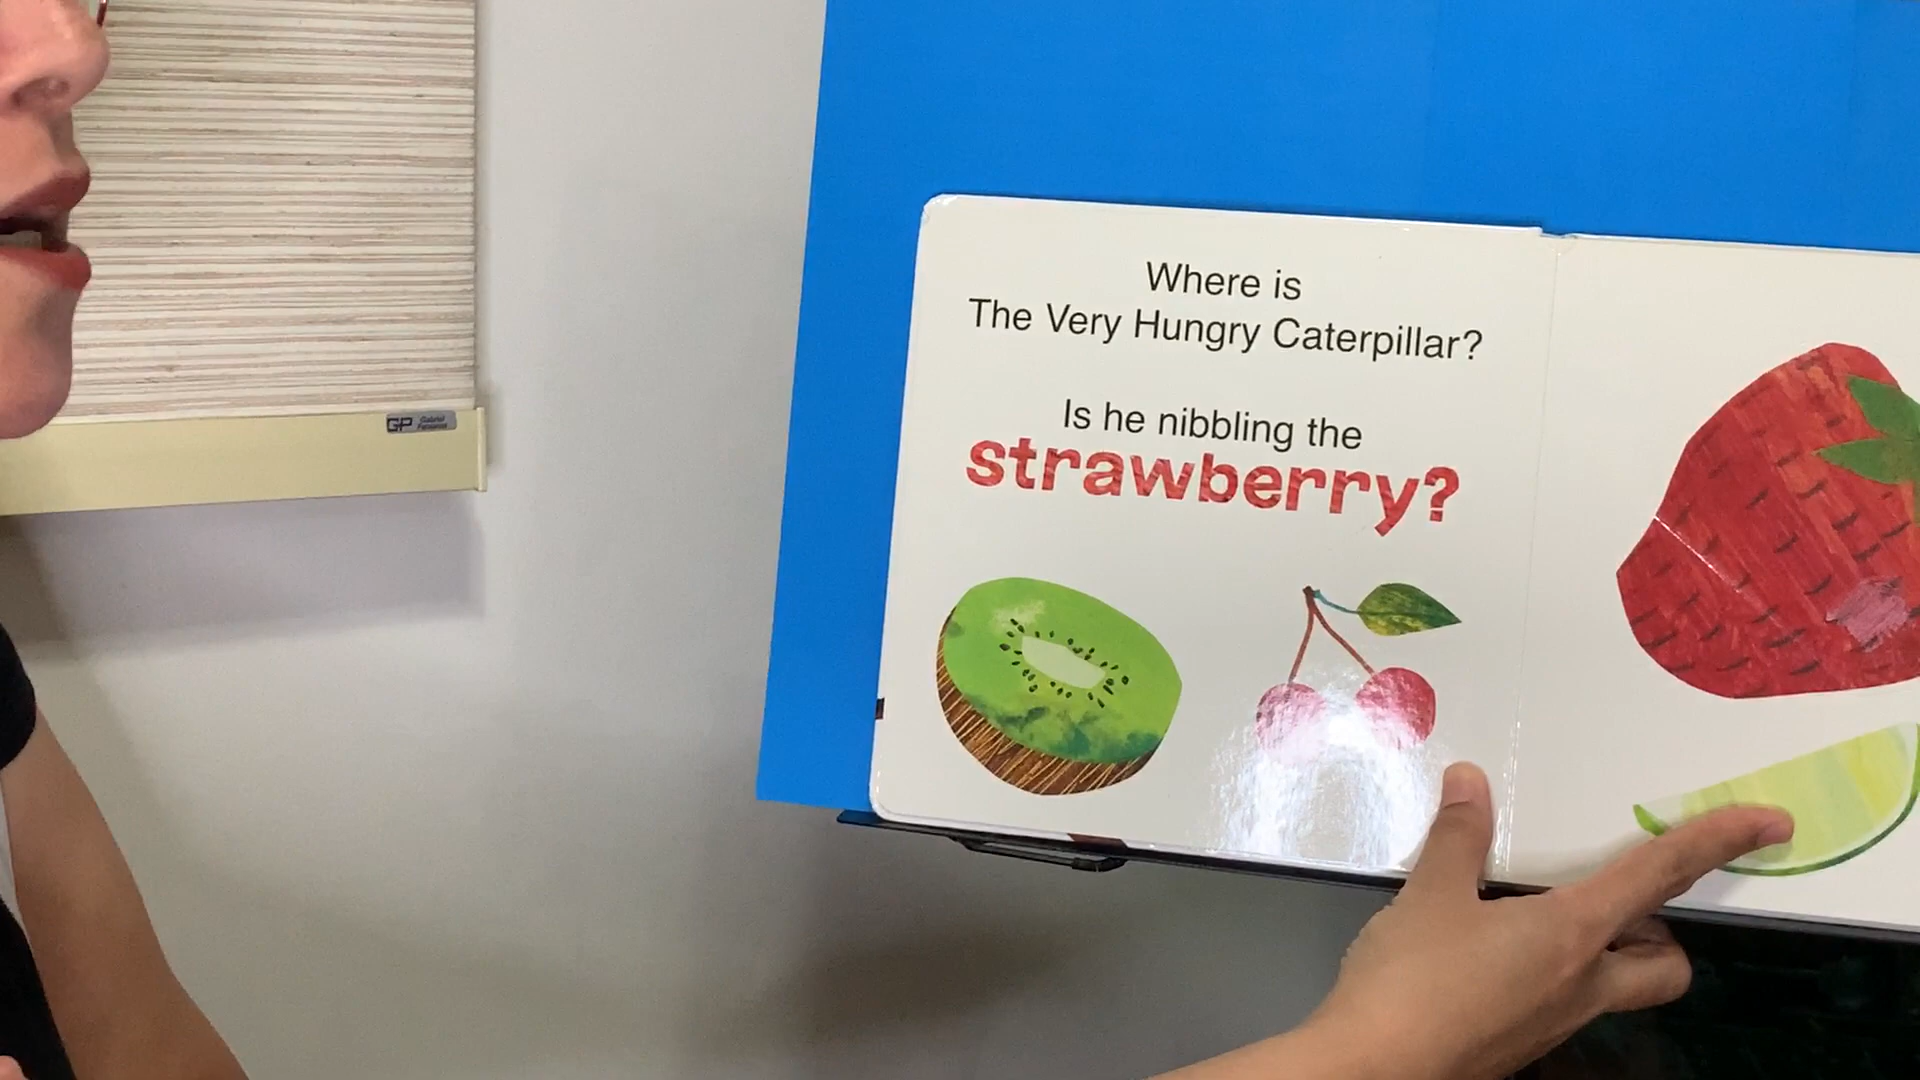 Where is
The Very Hungry Caterpillar?
Is he nibbling the
strawberry?
GP